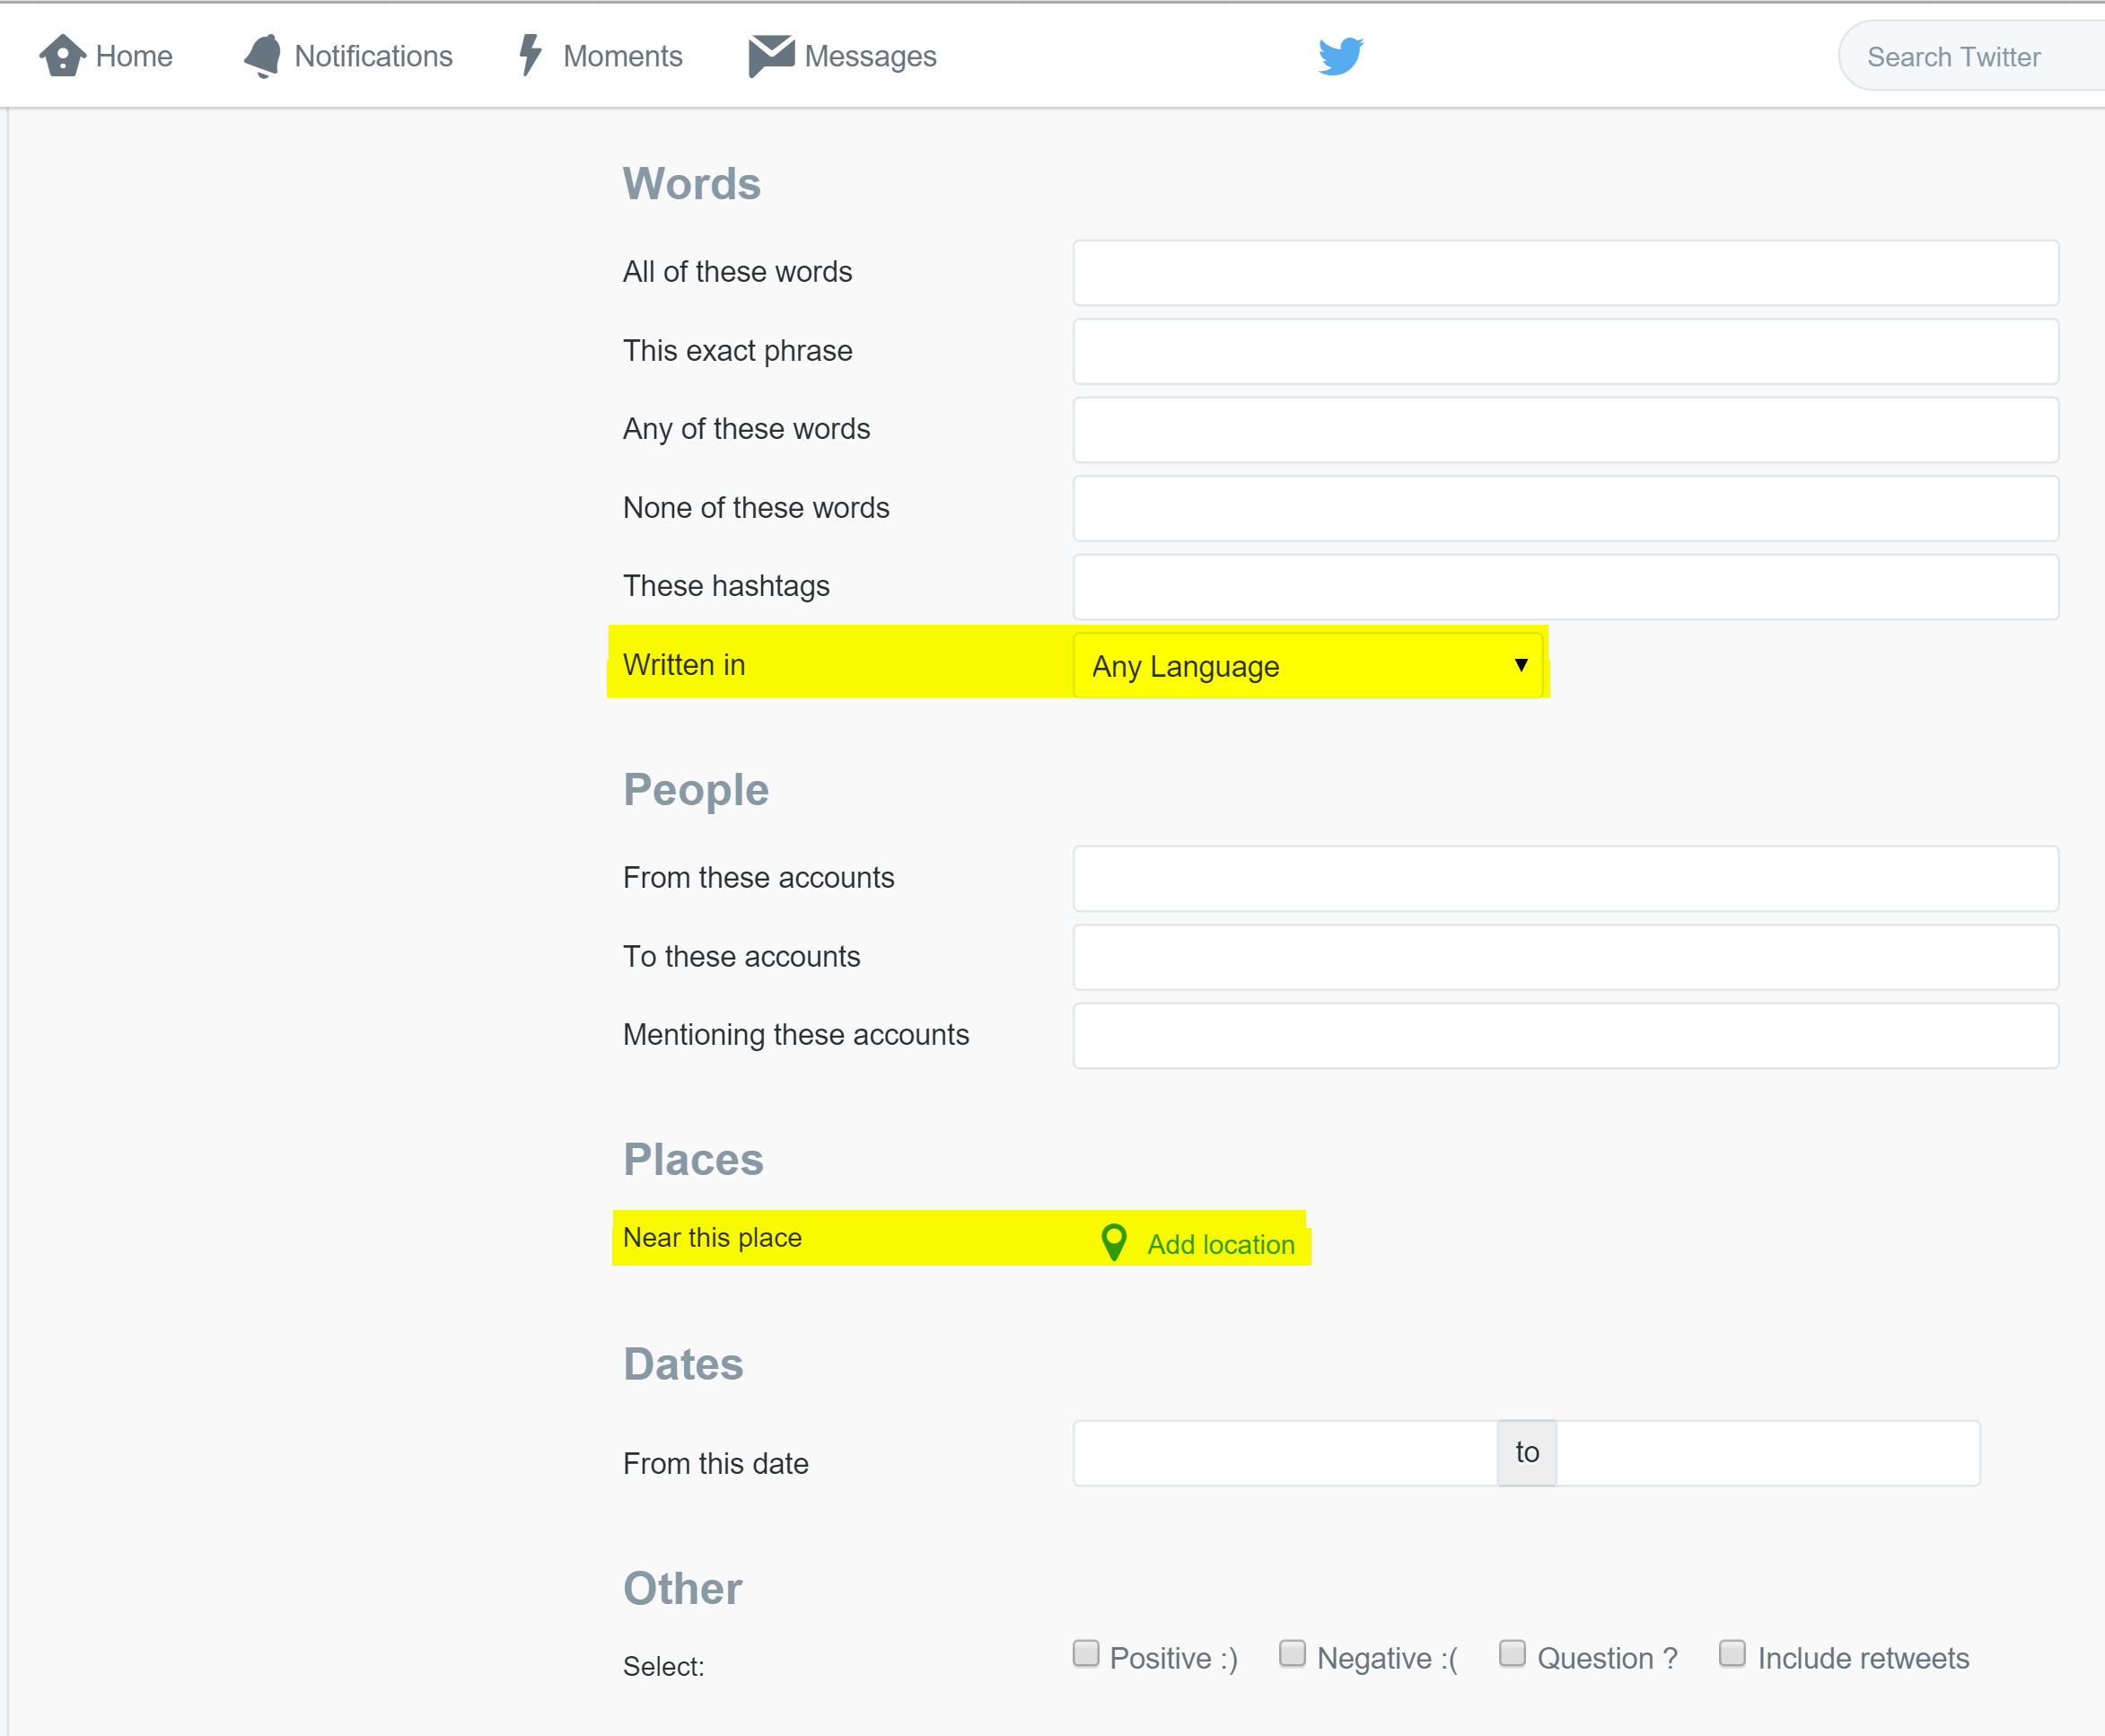 Home Notifications Moments Messages Search Twitter
Words
All of these words
This exact phrase
Any of these words
None of these words
These hashtags
Written in Any Language
People
From these accounts
To these accounts
Mentioning these accounts
Places
Near this place Add location
Dates
From this date to
Other
Select: Positive :) Negative :( Question ? Include retweets